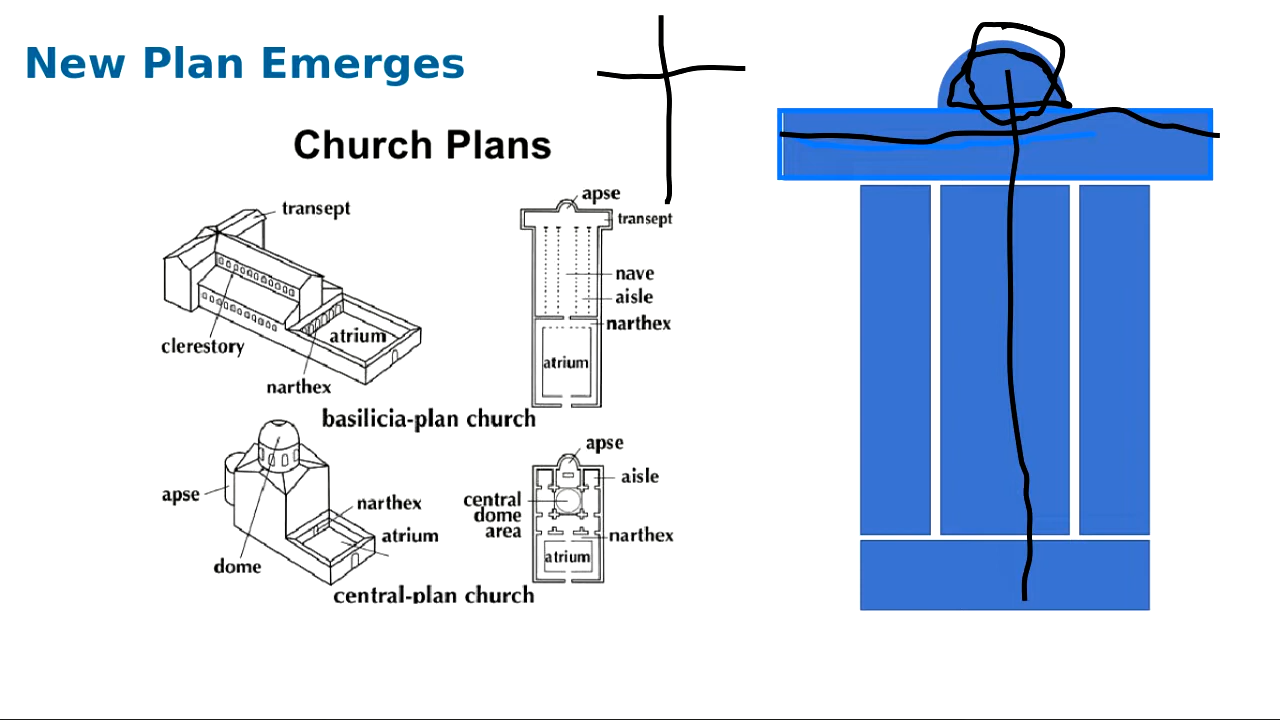 New Plan Emerges
Church Plans
transept
clerestory
atrium
narthex
apse
transept
nave
aisle
narthex
atrium
basilicia-plan church
apse
dome
narthex
atrium
apse
aisle
central
dome
area
narthex
atrium
central-plan church